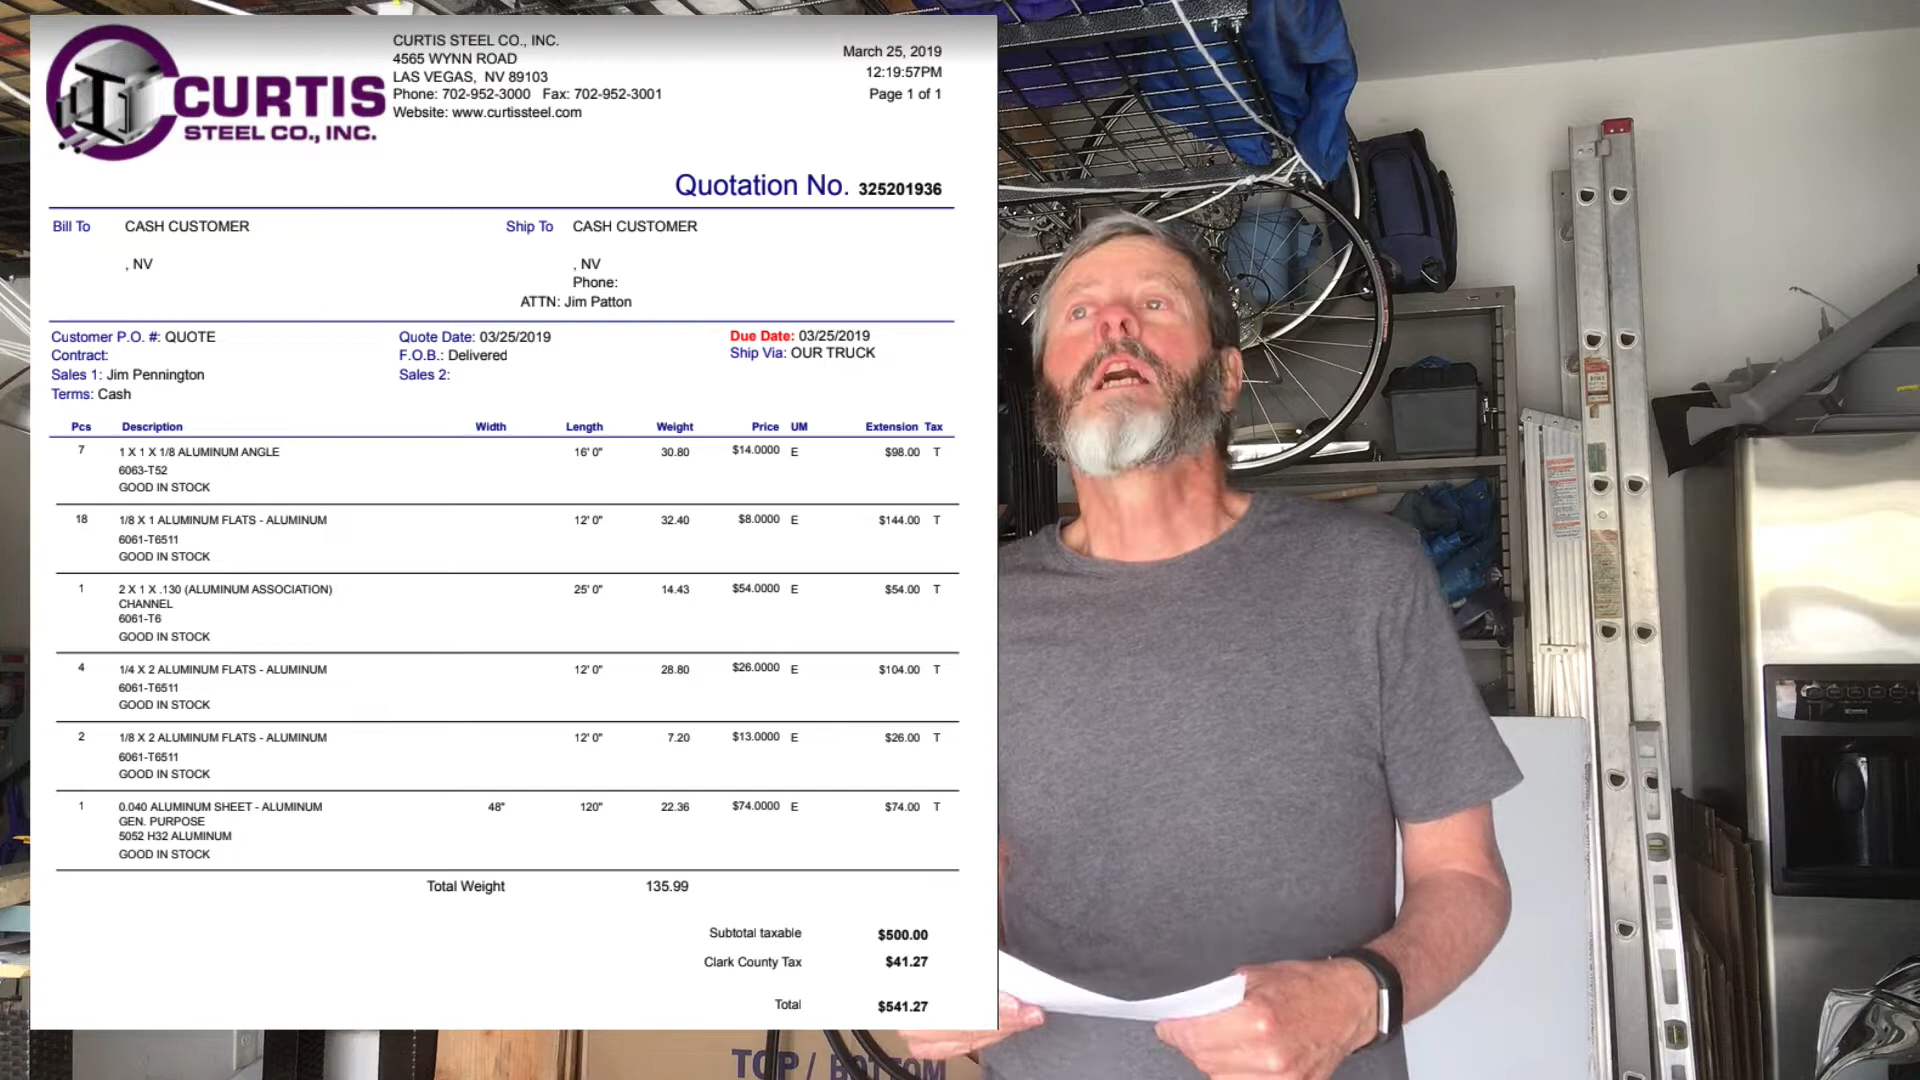 CURTIS
STEEL CO., INC.
CURTIS STEEL CO., INC.
4565 WYNN ROAD
LAS VEGAS, NV 89103
Phone: 702-952-3000 Fax: 702-952-3001
Website: www.curtissteel.com
March 25, 2019
12:19:57PM
Page 1 of 1
Quotation No. 325201936
Bill To CASH CUSTOMER
, NV
Ship To CASH CUSTOMER
, NV
Phone:
ATTN: Jim Patton
Customer P.O. #: QUOTE
Contract:
Sales 1: Jim Pennington
Terms: Cash
Quote Date: 03/25/2019
F.O.B.: Delivered
Sales 2:
Due Date: 03/25/2019
Ship Via: OUR TRUCK
Pcs Description Width Length Weight Price UM Extension Tax
7 1 X 1 X 1/8 ALUMINUM ANGLE 16' 0" 30.80 $14.0000 E $98.00 T
6063-T52
GOOD IN STOCK
18 1/8 X 1 ALUMINUM FLATS - ALUMINUM 12' 0" 32.40 $8.0000 E $144.00 T
6061-T6511
GOOD IN STOCK
1 2 X 1 X .130 (ALUMINUM ASSOCIATION) 25' 0" 14.43 $54.0000 E $54.00 T
CHANNEL
6061-T6
GOOD IN STOCK
4 1/4 X 2 ALUMINUM FLATS - ALUMINUM 12' 0" 28.80 $26.0000 E $104.00 T
6061-T6511
GOOD IN STOCK
2 1/8 X 2 ALUMINUM FLATS - ALUMINUM 12' 0" 7.20 $13.0000 E $26.00 T
6061-T6511
GOOD IN STOCK
1 0.040 ALUMINUM SHEET - ALUMINUM 48" 120" 22.36 $74.0000 E $74.00 T
GEN. PURPOSE
5052 H32 ALUMINUM
GOOD IN STOCK
Total Weight 135.99
Subtotal taxable $500.00
Clark County Tax $41.27
Total $541.27
TOP / BOTTOM